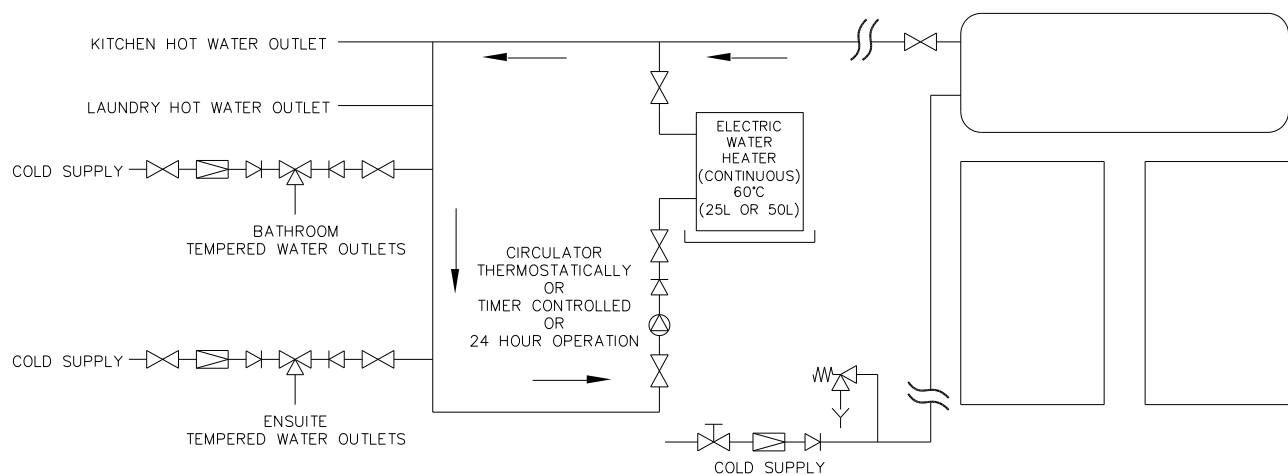 KITCHEN HOT WATER OUTLET
LAUNDRY HOT WATER OUTLET
COLD SUPPLY
BATHROOM
TEMPERED WATER OUTLETS
ELECTRIC
WATER
HEATER
(CONTINUOUS)
60°C
(25L OR 50L)
CIRCULATOR
THERMOSTATICALLY
OR
TIMER CONTROLLED
OR
24 HOUR OPERATION
COLD SUPPLY
ENSUITE
TEMPERED WATER OUTLETS
COLD SUPPLY